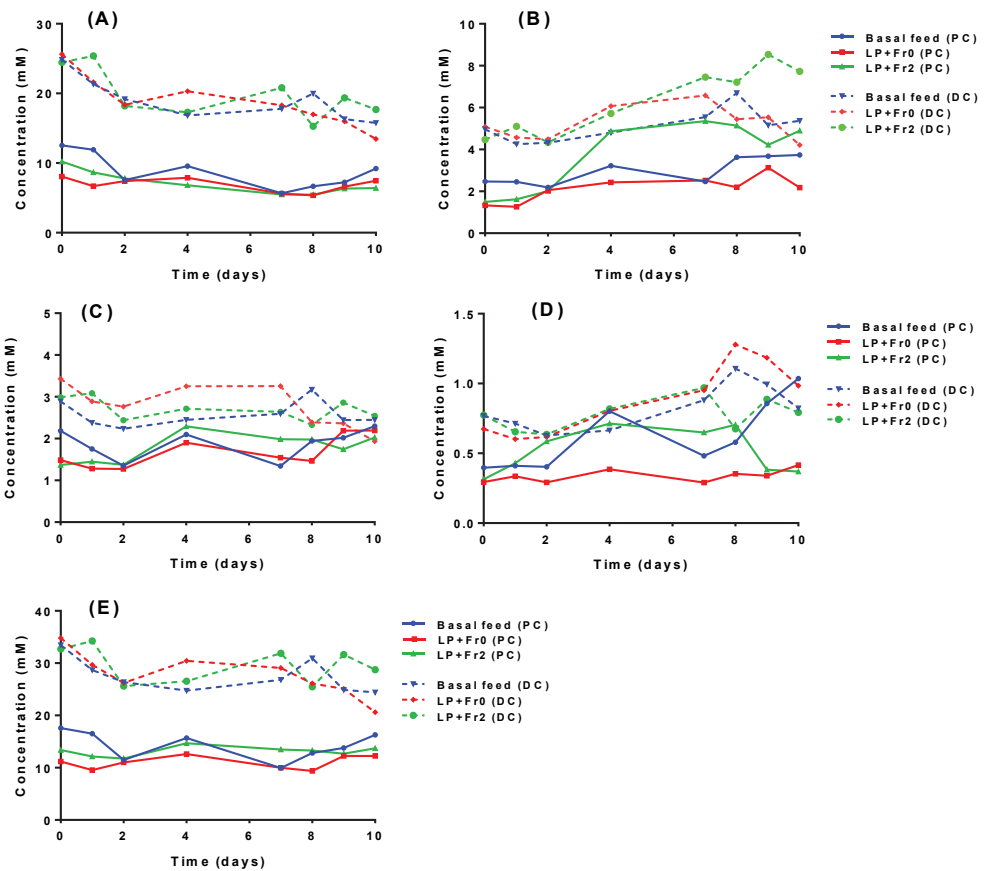 (A)
Concentration (mM)
30
20
10
0
0 2 4 6 8 10
Time (days)
(B)
Concentration (mM)
10
8
6
4
2
0
0 2 4 6 8 10
Time (days)
Basal feed (PC)
LP+Fr0 (PC)
LP+Fr2 (PC)
Basal feed (DC)
LP+Fr0 (DC)
LP+Fr2 (DC)
(C)
Concentration (mM)
5
4
3
2
1
0
0 2 4 6 8 10
Time (days)
(D)
Concentration (mM)
1.5
1.0
0.5
0.0
0 2 4 6 8 10
Time (days)
Basal feed (PC)
LP+Fr0 (PC)
LP+Fr2 (PC)
Basal feed (DC)
LP+Fr0 (DC)
LP+Fr2 (DC)
(E)
Concentration (mM)
40
30
20
10
0
0 2 4 6 8 10
Time (days)
Basal feed (PC)
LP+Fr0 (PC)
LP+Fr2 (PC)
Basal feed (DC)
LP+Fr0 (DC)
LP+Fr2 (DC)